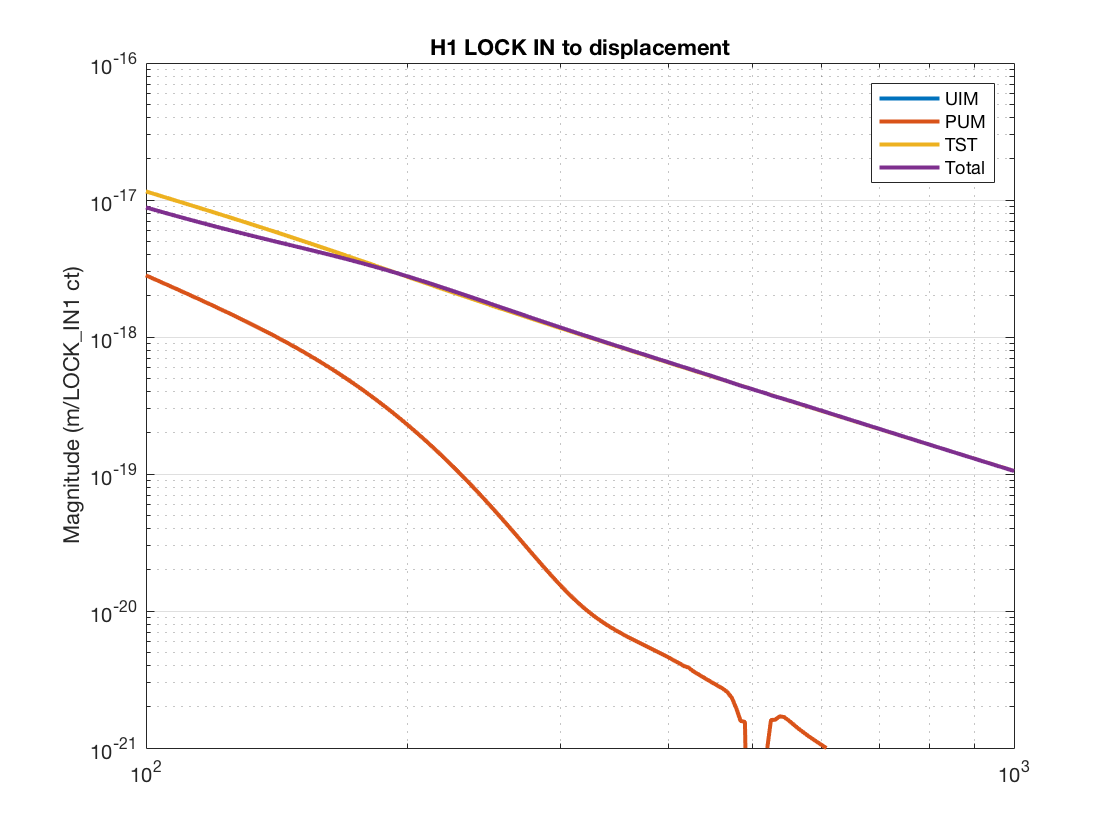 H1 LOCK IN to displacement
10^-16
10^-17
10^-18
10^-19
10^-20
10^-21
Magnitude (m/LOCK_IN1 ct)
UIM
PUM
TST
Total
10^2
10^3